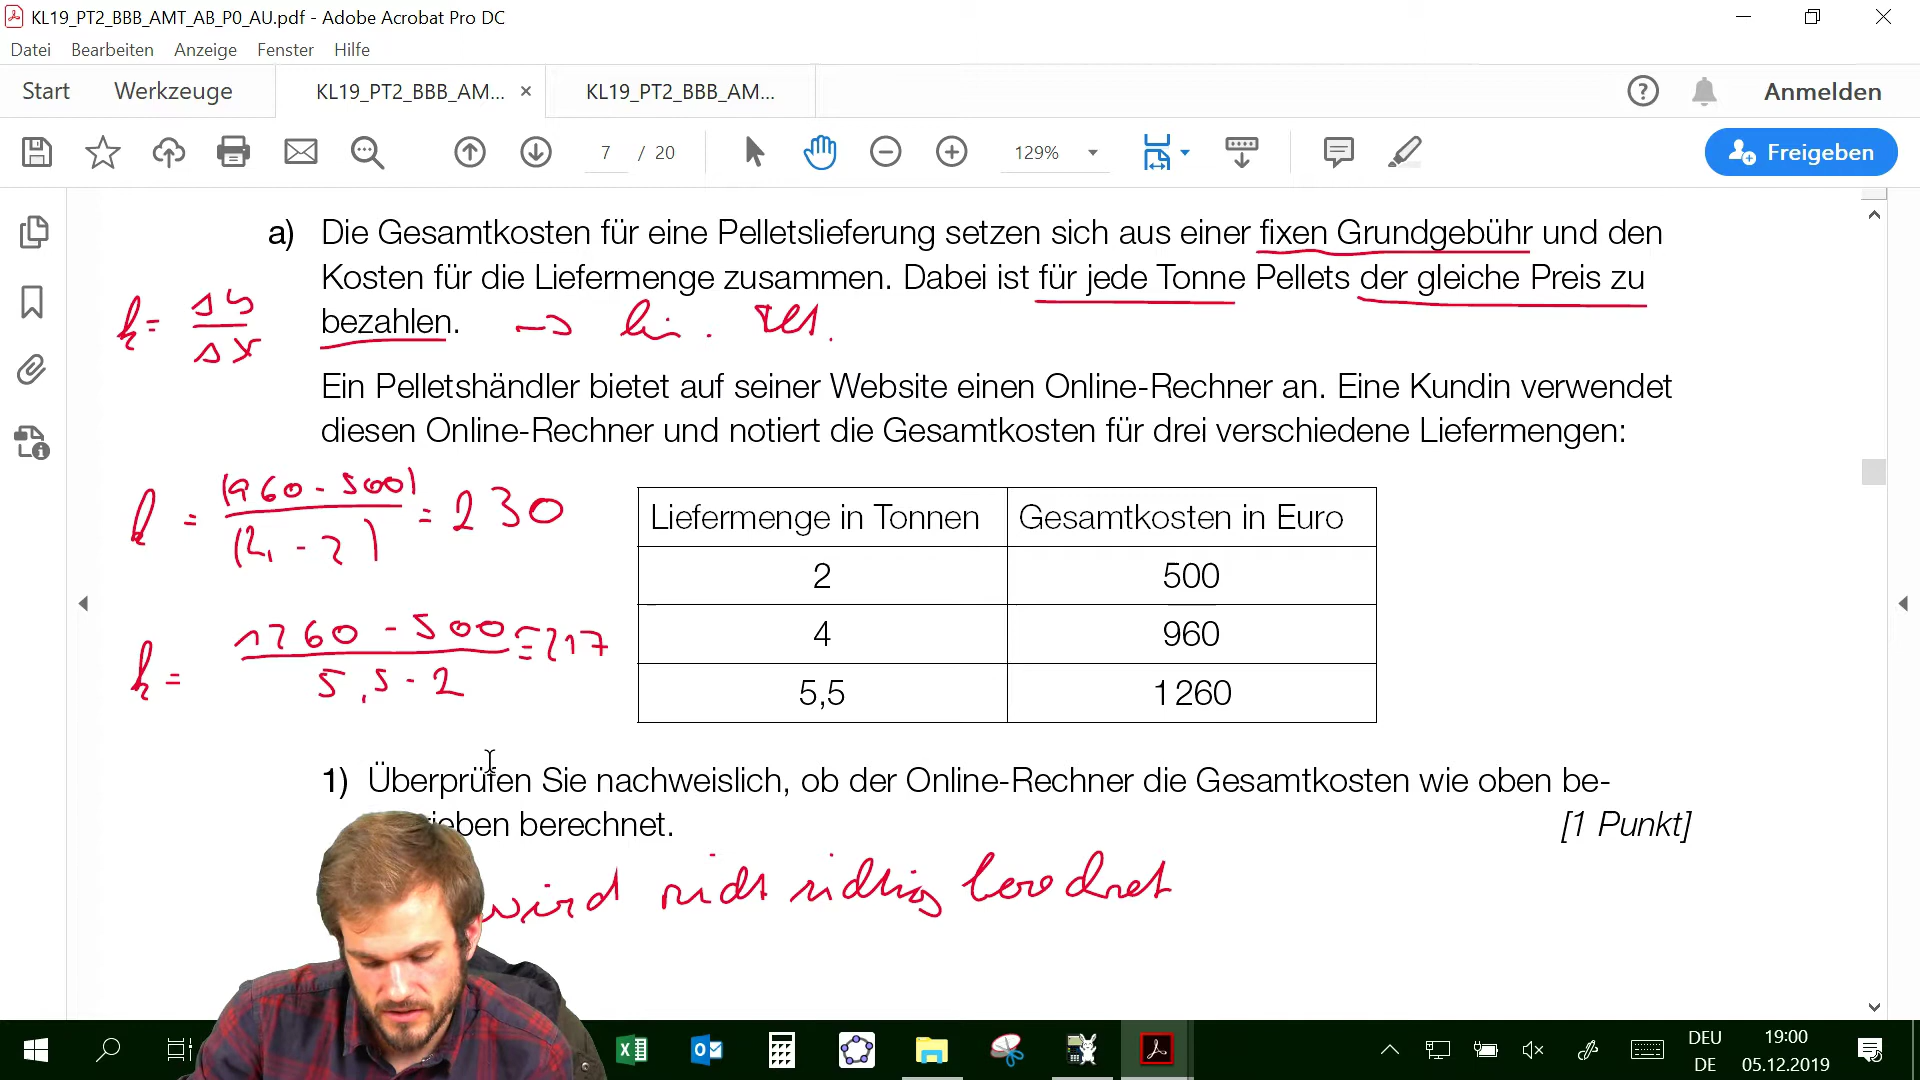 KL19_PT2_BBB_AMT_AB_P0_AU.pdf - Adobe Acrobat Pro DC
Datei Bearbeiten Anzeige Fenster Hilfe
Start Werkzeuge KL19_PT2_BBB_AM... × KL19_PT2_BBB_AM... Anmelden
7 / 20 129% Freigeben
a) Die Gesamtkosten für eine Pelletslieferung setzen sich aus einer fixen Grundgebühr und den
Kosten für die Liefermenge zusammen. Dabei ist für jede Tonne Pellets der gleiche Preis zu
bezahlen. → lin.
k = Δy
Δx
Ein Pelletshändler bietet auf seiner Website einen Online-Rechner an. Eine Kundin verwendet
diesen Online-Rechner und notiert die Gesamtkosten für drei verschiedene Liefermengen:
k = (960 - 500) = 230
(4 - 2)
k = 1260 - 500 = 217
5,5 - 2
Liefermenge in Tonnen Gesamtkosten in Euro
2 500
4 960
5,5 1 260
1) Überprüfen Sie nachweislich, ob der Online-Rechner die Gesamtkosten wie oben be-
berechnet. [1 Punkt]
wird nicht richtig berechnet
DEU
DE
19:00
05.12.2019